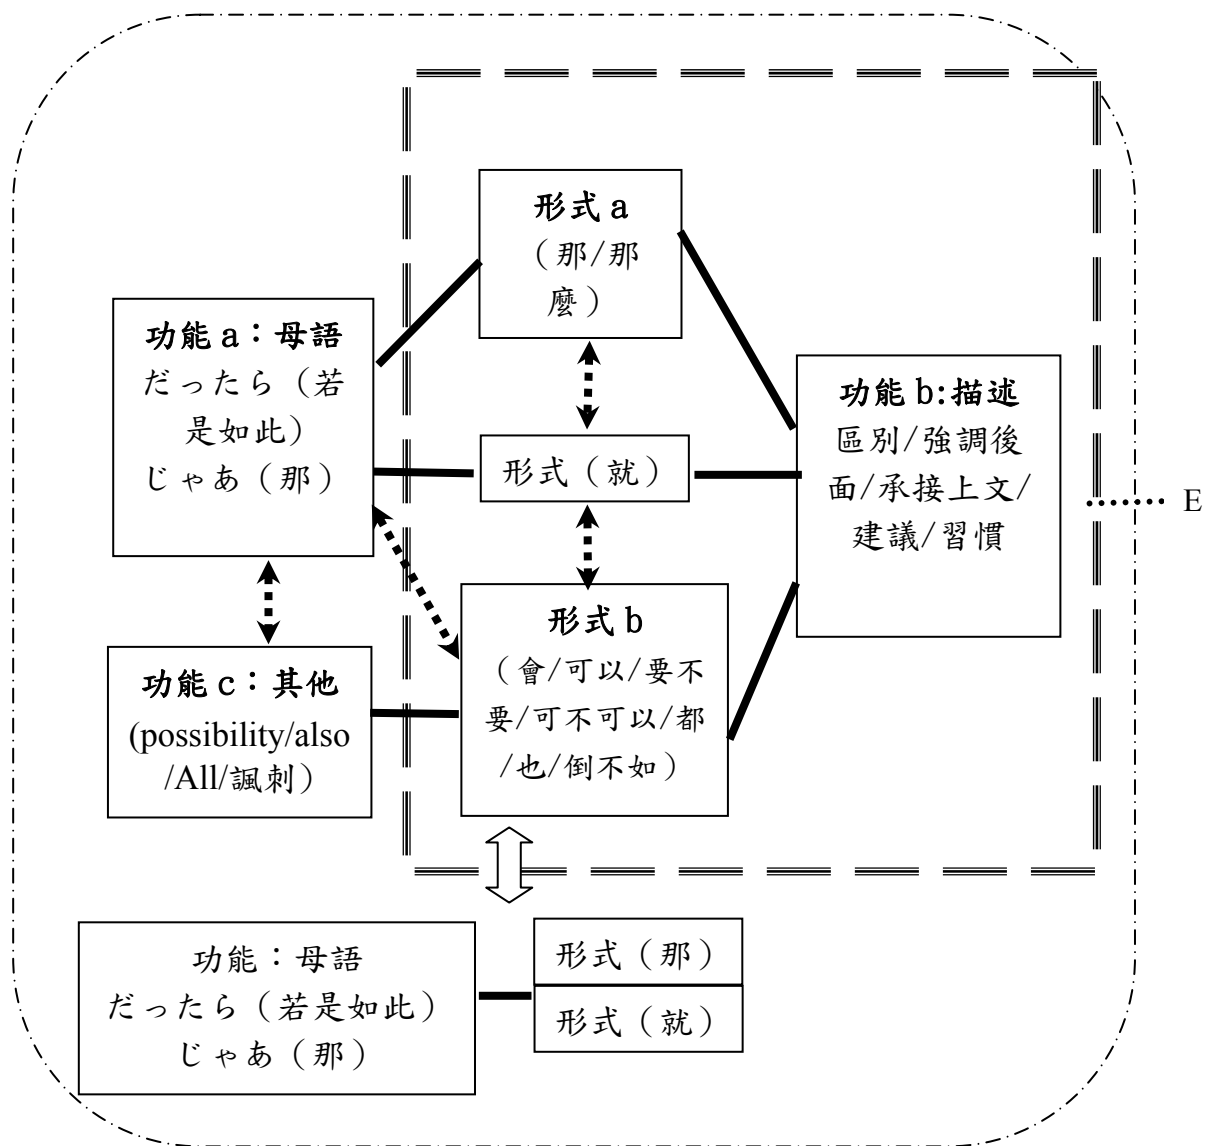 形式 a
（那/那
麼）
功能 a：母語
だったら（若
是如此）
じゃあ（那）
形式（就）
功能 b:描述
區別/強調後
面/承接上文/
建議/習慣
E
形式 b
（會/可以/要不
要/可不可以/都
/也/倒不如）
功能 c：其他
(possibility/also
/All/諷刺）
功能：母語
だったら（若是如此）
じゃあ（那）
形式（那）
形式（就）